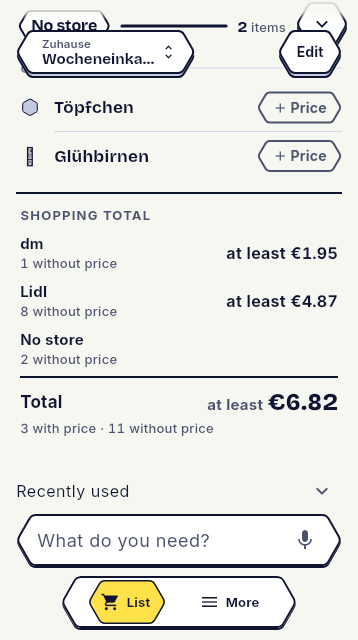 No store
2 items
Zuhause
Wocheneinka...
Edit
Töpfchen
+ Price
Glühbirnen
+ Price
SHOPPING TOTAL
dm
1 without price
at least €1.95
Lidl
8 without price
at least €4.87
No store
2 without price
Total
at least €6.82
3 with price · 11 without price
Recently used
What do you need?
List
More